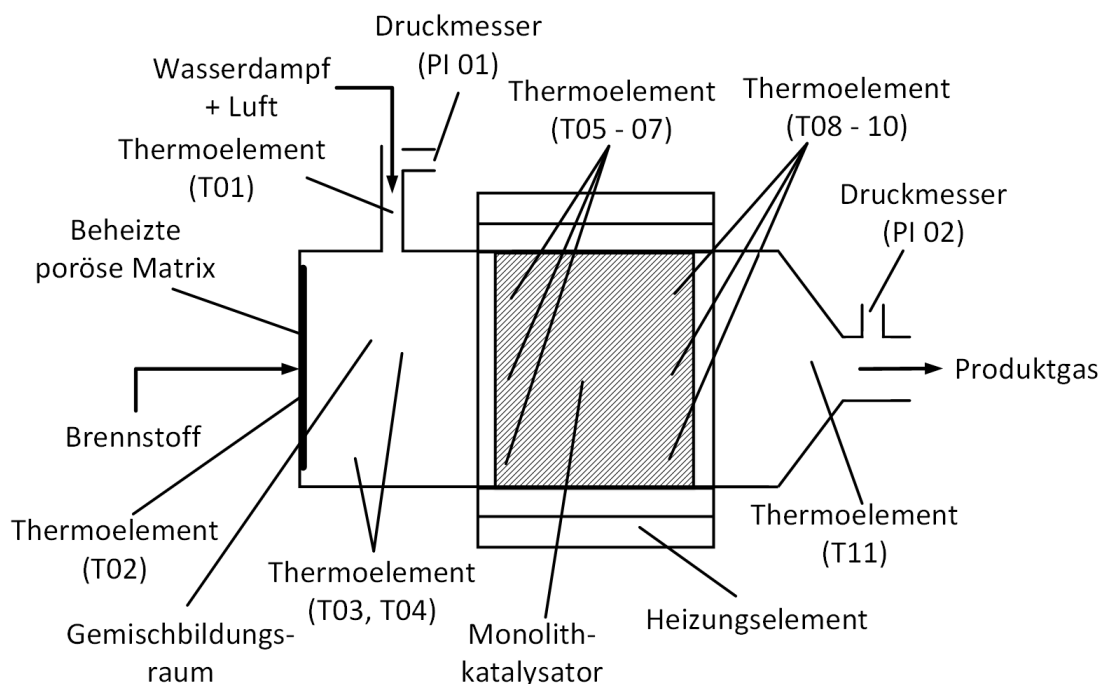 Druckmesser
(PI 01)
Wasserdampf
+ Luft
Thermoelement
(T05 - 07)
Thermoelement
(T08 - 10)
Thermoelement
(T01)
Druckmesser
(PI 02)
Beheizte
poröse Matrix
Produktgas
Brennstoff
Thermoelement
(T02)
Thermoelement
(T03, T04)
Thermoelement
(T11)
Gemischbildungs-
raum
Monolith-
katalysator
Heizungselement